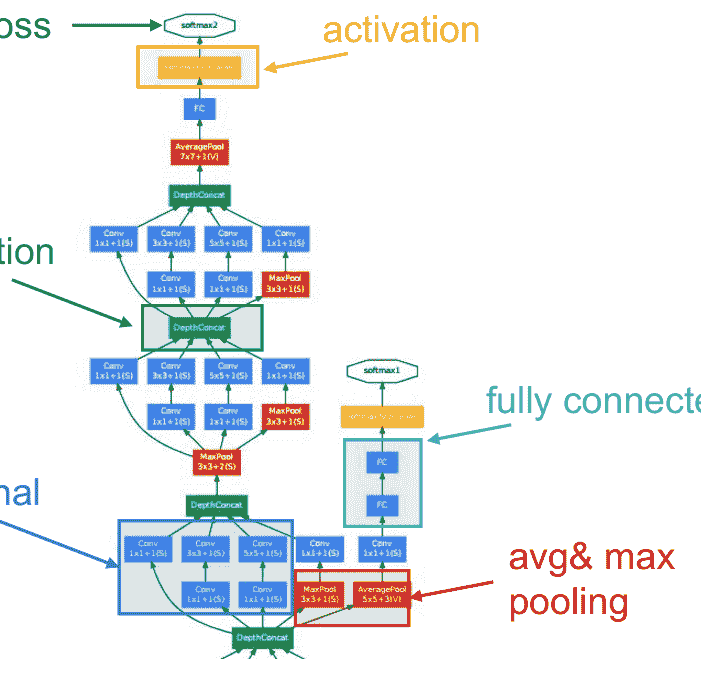 oss
softmax2
activation
FC
AveragePool
7x7+1(V)
DepthConcat
Conv
1x1+1(S)
Conv
3x3+1(S)
Conv
5x5+1(S)
Conv
1x1+1(S)
tion
Conv
1x1+1(S)
Conv
1x1+1(S)
MaxPool
3x3+1(S)
DepthConcat
Conv
1x1+1(S)
Conv
3x3+1(S)
Conv
5x5+1(S)
Conv
1x1+1(S)
softmax1
Conv
1x1+1(S)
Conv
1x1+1(S)
MaxPool
3x3+1(S)
fully connecte
MaxPool
3x3+2(S)
FC
nal
DepthConcat
FC
Conv
1x1+1(S)
Conv
3x3+1(S)
Conv
5x5+1(S)
Conv
1x1+1(S)
Conv
1x1+1(S)
avg& max
pooling
Conv
1x1+1(S)
Conv
1x1+1(S)
MaxPool
3x3+1(S)
AveragePool
5x5+3(V)
DepthConcat